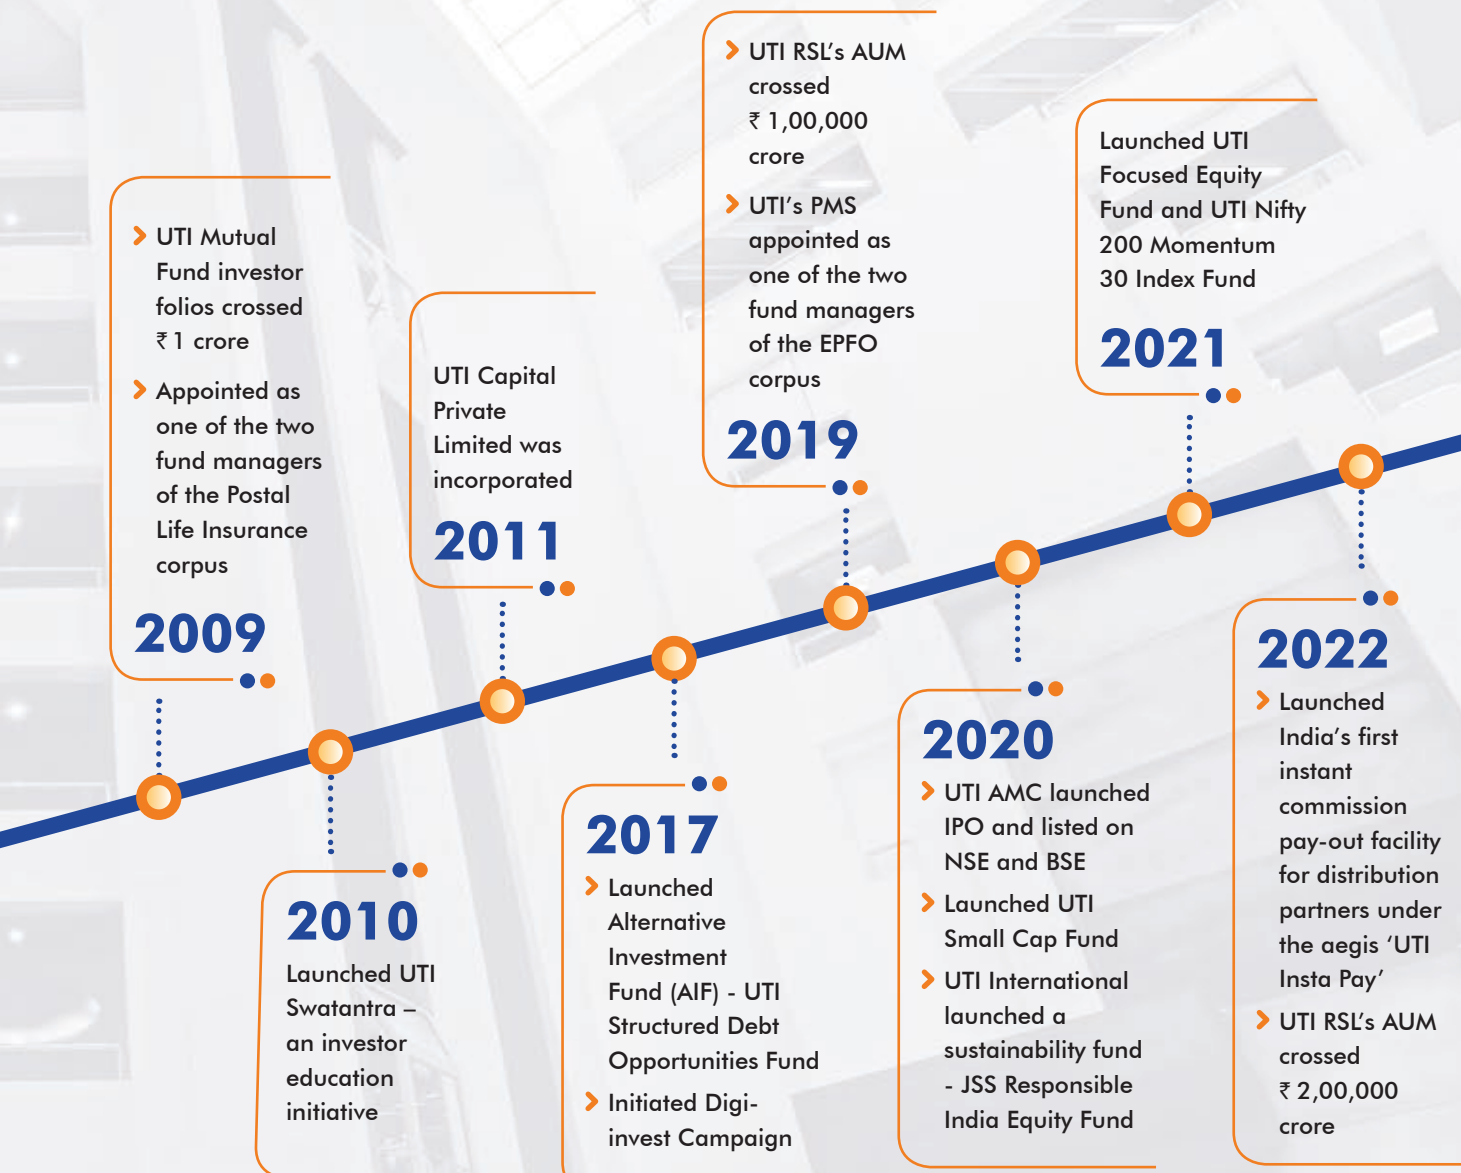 UTI Mutual
Fund investor
folios crossed
₹ 1 crore
Appointed as
one of the two
fund managers
of the Postal
Life Insurance
corpus
2009
2010
Launched UTI
Swatantra –
an investor
education
initiative
UTI Capital
Private
Limited was
incorporated
2011
2017
Launched
Alternative
Investment
Fund (AIF) - UTI
Structured Debt
Opportunities Fund
Initiated Digi-
invest Campaign
UTI RSL's AUM
crossed
₹ 1,00,000
crore
UTI's PMS
appointed as
one of the two
fund managers
of the EPFO
corpus
2019
2020
UTI AMC launched
IPO and listed on
NSE and BSE
Launched UTI
Small Cap Fund
UTI International
launched a
sustainability fund
- JSS Responsible
India Equity Fund
Launched UTI
Focused Equity
Fund and UTI Nifty
200 Momentum
30 Index Fund
2021
2022
Launched
India's first
instant
commission
pay-out facility
for distribution
partners under
the aegis 'UTI
Insta Pay'
UTI RSL's AUM
crossed
₹ 2,00,000
crore